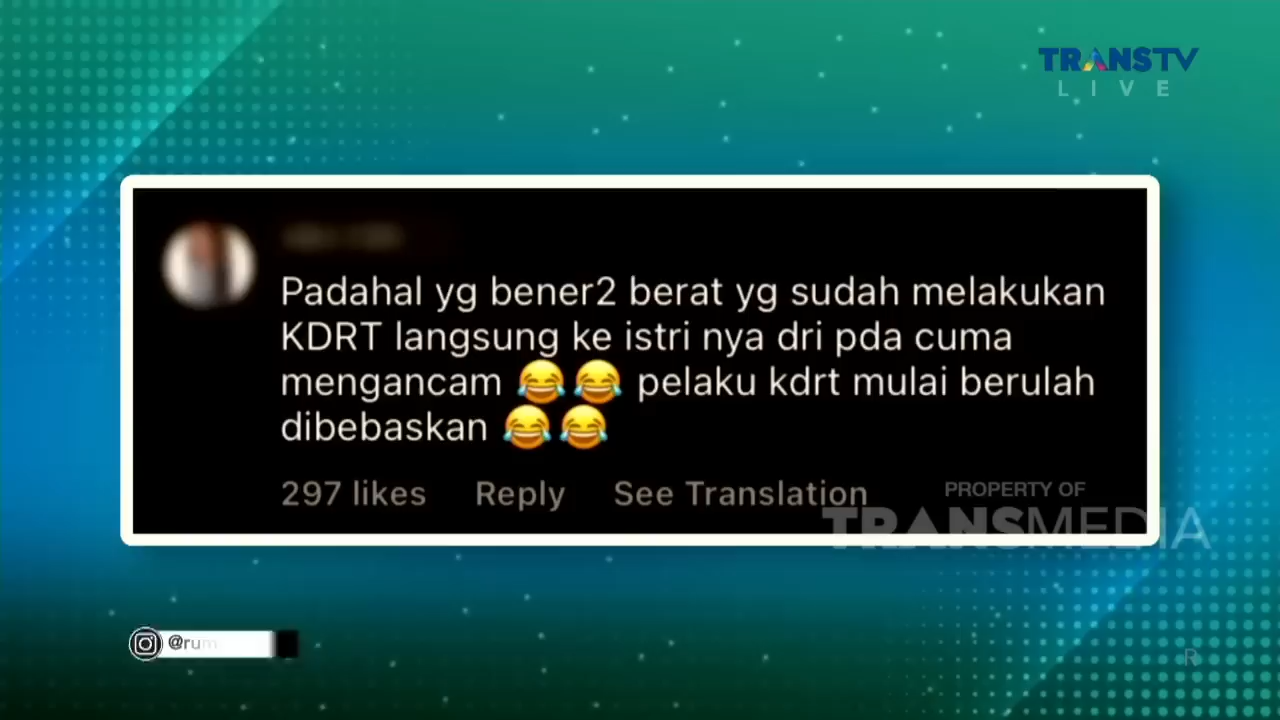 TRANSTV
LIVE
Padahal yg bener2 berat yg sudah melakukan
KDRT langsung ke istri nya dri pda cuma
mengancam 😂😂 pelaku kdrt mulai berulah
dibebaskan 😂😂
297 likes Reply See Translation
PROPERTY OF
TRANSMEDIA
@rum
R